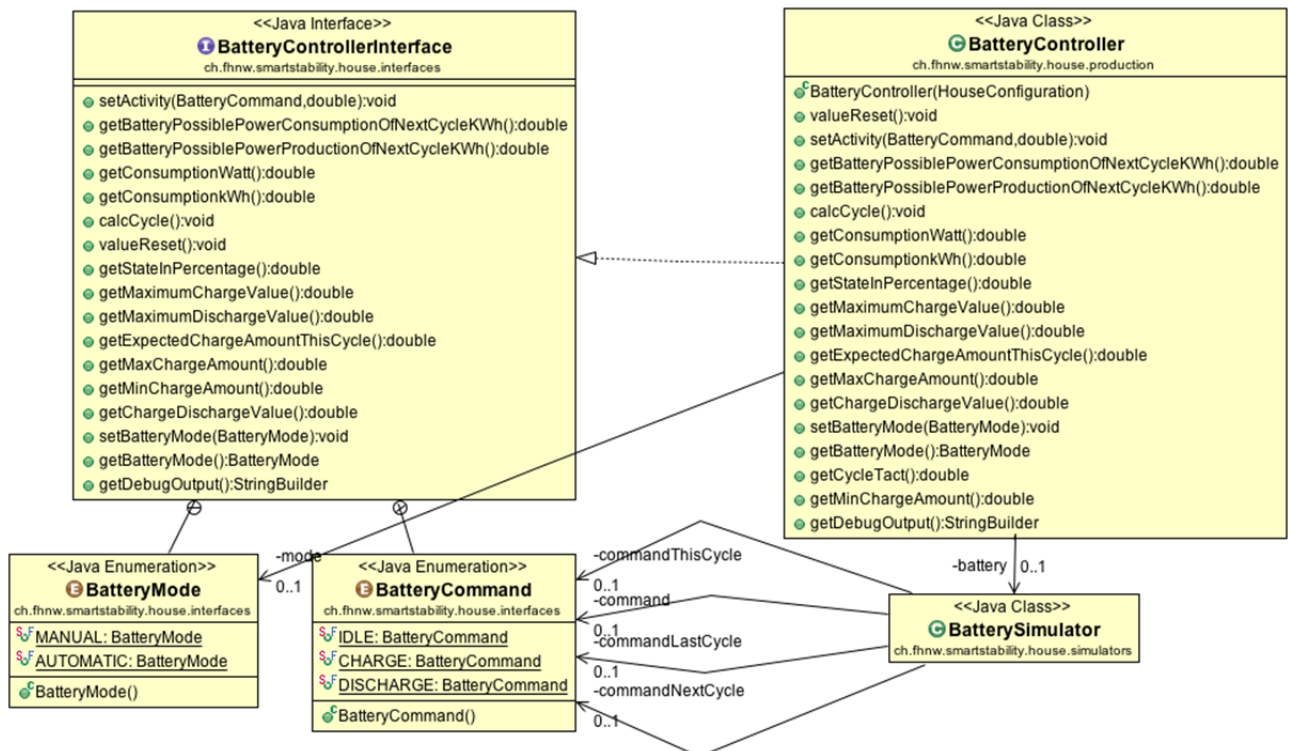 <<Java Interface>>
I BatteryControllerInterface
ch.fhnw.smartstability.house.interfaces
setActivity(BatteryCommand,double):void
getBatteryPossiblePowerConsumptionOfNextCycleKWh():double
getBatteryPossiblePowerProductionOfNextCycleKWh():double
getConsumptionWatt():double
getConsumptionkWh():double
calcCycle():void
valueReset():void
getStateInPercentage():double
getMaximumChargeValue():double
getMaximumDischargeValue():double
getExpectedChargeAmountThisCycle():double
getMaxChargeAmount():double
getMinChargeAmount():double
getChargeDischargeValue():double
setBatteryMode(BatteryMode):void
getBatteryMode():BatteryMode
getDebugOutput():StringBuilder
<<Java Class>>
C BatteryController
ch.fhnw.smartstability.house.production
C BatteryController(HouseConfiguration)
valueReset():void
setActivity(BatteryCommand,double):void
getBatteryPossiblePowerConsumptionOfNextCycleKWh():double
getBatteryPossiblePowerProductionOfNextCycleKWh():double
calcCycle():void
getConsumptionWatt():double
getConsumptionkWh():double
getStateInPercentage():double
getMaximumChargeValue():double
getMaximumDischargeValue():double
getExpectedChargeAmountThisCycle():double
getMaxChargeAmount():double
getChargeDischargeValue():double
setBatteryMode(BatteryMode):void
getBatteryMode():BatteryMode
getCycleTact():double
getMinChargeAmount():double
getDebugOutput():StringBuilder
<<Java Enumeration>>
E BatteryMode
ch.fhnw.smartstability.house.interfaces
S F MANUAL: BatteryMode
S F AUTOMATIC: BatteryMode
C BatteryMode()
-mode
0..1
<<Java Enumeration>>
E BatteryCommand
ch.fhnw.smartstability.house.interfaces
S F IDLE: BatteryCommand
S F CHARGE: BatteryCommand
S F DISCHARGE: BatteryCommand
C BatteryCommand()
-commandThisCycle
0..1
-command
0..1
-commandLastCycle
0..1
-commandNextCycle
0..1
-battery 0..1
<<Java Class>>
C BatterySimulator
ch.fhnw.smartstability.house.simulators